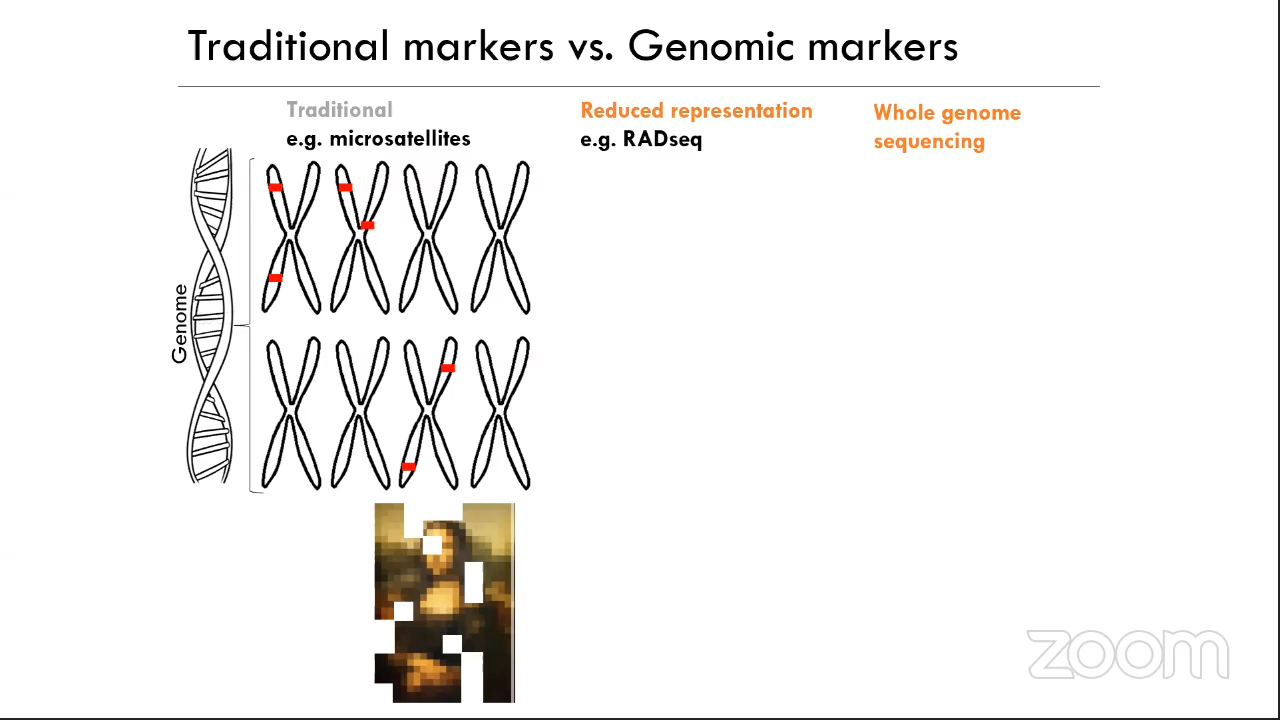 Traditional markers vs. Genomic markers
Traditional
e.g. microsatellites
Reduced representation
e.g. RADseq
Whole genome
sequencing
Genome
zoom